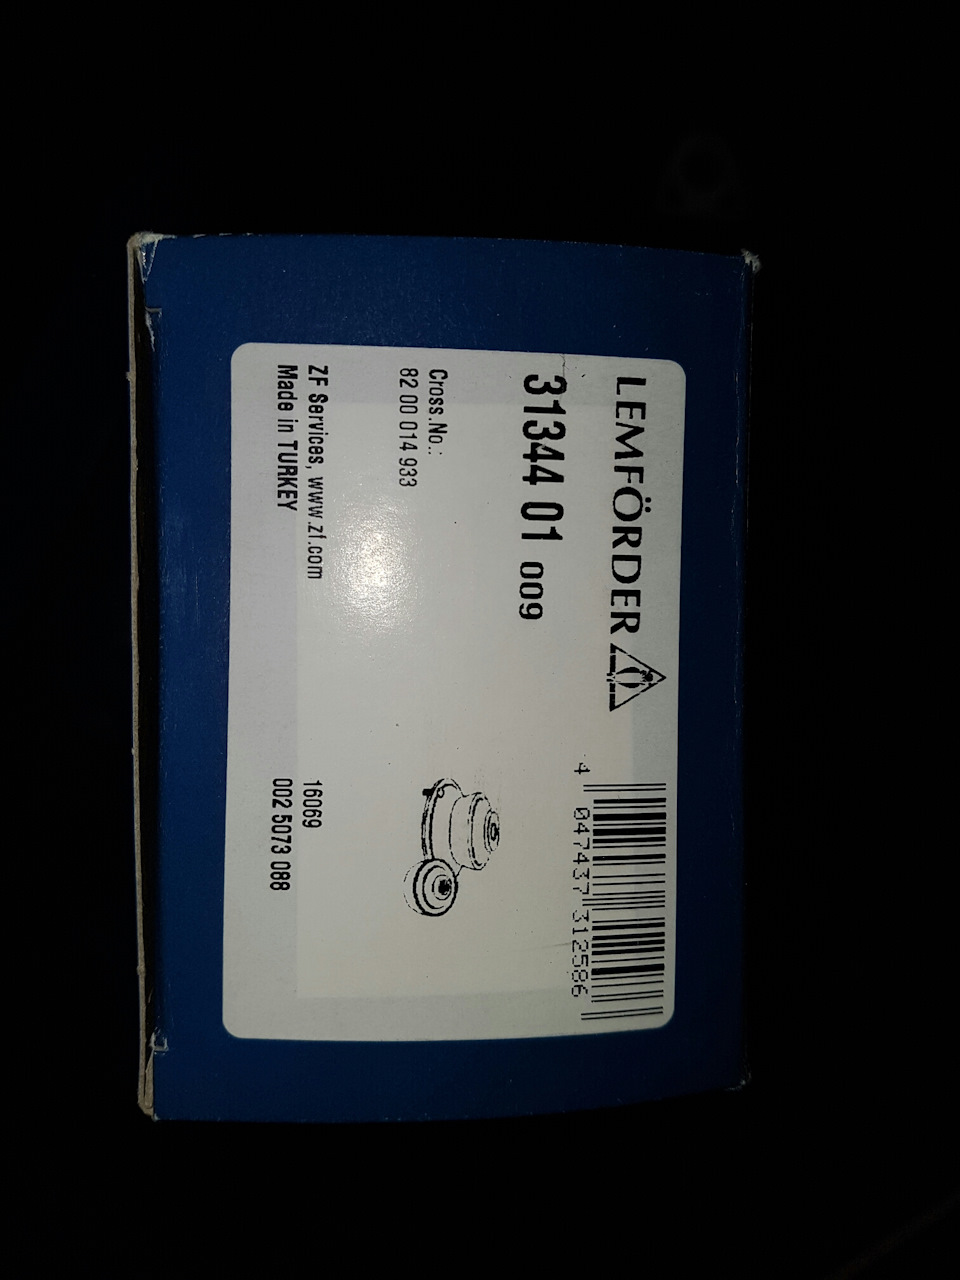 LEMFÖRDER
31344 01 009
4 047437 312586
Cross.No.:
82 00 014 933
ZF Services, www.zf.com
Made in TURKEY
16069
002 5073 088